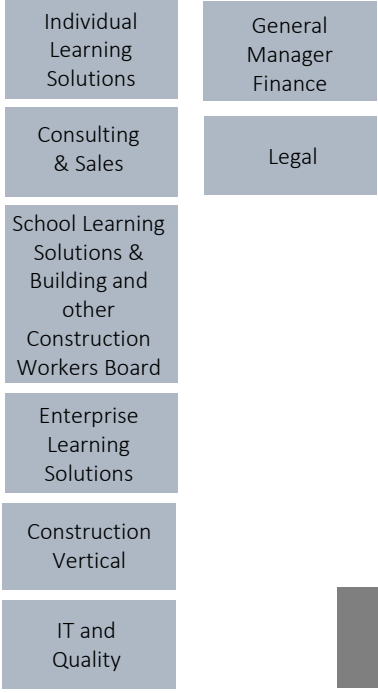 Individual
Learning
Solutions
Consulting
& Sales
School Learning
Solutions &
Building and
other
Construction
Workers Board
Enterprise
Learning
Solutions
Construction
Vertical
IT and
Quality
General
Manager
Finance
Legal